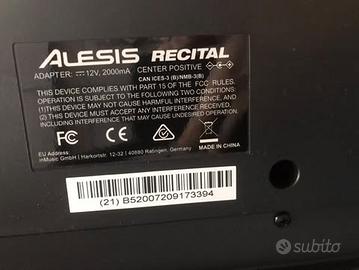 ALESIS RECITAL
ADAPTER: 12V, 2000mA CENTER POSITIVE
CAN ICES-3 (B)/NMB-3(B)
THIS DEVICE COMPLIES WITH PART 15 OF THE FCC RULES.
OPERATION IS SUBJECT TO THE FOLLOWING TWO CONDITIONS:
(1)THIS DEVICE MAY NOT CAUSE HARMFUL INTERFERENCE, AND
(2)THIS DEVICE MUST ACCEPT ANY INTERFERENCE RECEIVED,
INCLUDING INTERFERENCE THAT MAY CAUSE UNDESIRED OPERATION.
FC CE
EU Address:
inMusic GmbH | Harkortstr. 12-32 | 40880 Ratingen, Germany
MADE IN CHINA
(21) B52007209173394
subito